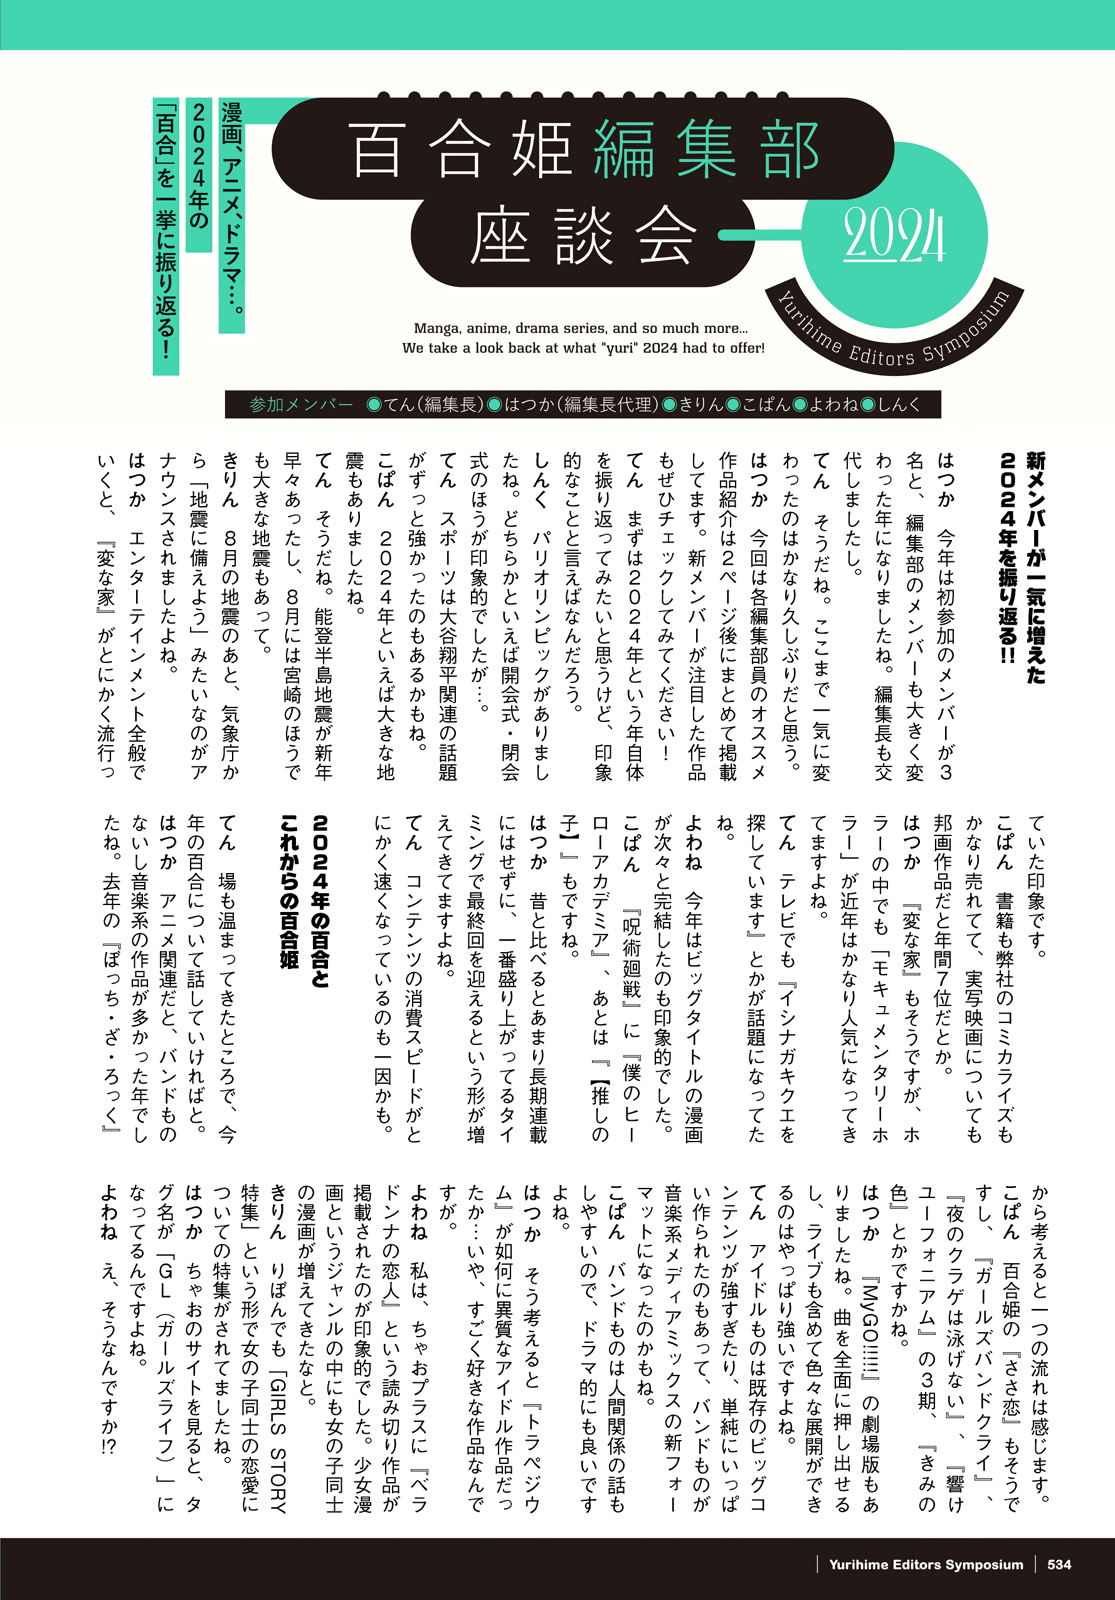 漫画、アニメ、ドラマ…。
2024年の
「百合」を一挙に振り返る！
百合姫編集部
座談会
2024
Yurihime Editors Symposium
Manga, anime, drama series, and so much more...
We take a look back at what "yuri" 2024 had to offer!
参加メンバー ●てん（編集長）●はつか（編集長代理）●きりん●こぱん●よわね●しんく
新メンバーが一気に増えた
2024年を振り返る!!
はつか　今年は初参加のメンバーが3
名と、編集部のメンバーも大きく変
わった年になりましたね。編集長も交
代しましたし。
てん　そうだね。ここまで一気に変
わったのはかなり久しぶりだと思う。
はつか　今回は各編集部員のオススメ
作品紹介は2ページ後にまとめて掲載
してます。新メンバーが注目した作品
もぜひチェックしてみてください！
てん　まずは2024年という年自体
を振り返ってみたいと思うけど、印象
的なことと言えばなんだろう。
しんく　パリオリンピックがありまし
たね。どちらかといえば開会式・閉会
式のほうが印象的でしたが…。
てん　スポーツは大谷翔平関連の話題
がずっと強かったのもあるかもね。
こぱん　2024年といえば大きな地
震もありましたね。
てん　そうだね。能登半島地震が新年
早々あったし、8月には宮崎のほうで
も大きな地震もあって。
きりん　8月の地震のあと、気象庁か
ら「地震に備えよう」みたいなのがア
ナウンスされましたよね。
はつか　エンターテインメント全般で
いくと、『変な家』がとにかく流行っ
ていた印象です。
こぱん　書籍も弊社のコミカライズも
かなり売れてて、実写映画についても
邦画作品だと年間7位だとか。
はつか　『変な家』もそうですが、ホ
ラーの中でも「モキュメンタリーホ
ラー」が近年はかなり人気になってき
てますよね。
てん　テレビでも『イシナガキクエを
探しています』とかが話題になってた
ね。
よわね　今年はビッグタイトルの漫画
が次々と完結したのも印象的でした。
こぱん　『呪術廻戦』に『僕のヒー
ローアカデミア』、あとは『【推しの
子】』もですね。
はつか　昔と比べるとあまり長期連載
にはせずに、一番盛り上がってるタイ
ミングで最終回を迎えるという形が増
えてきてますよね。
てん　コンテンツの消費スピードがと
にかく速くなっているのも一因かも。
2024年の百合と
これからの百合姫
てん　場も温まってきたところで、今
年の百合について話していければと。
はつか　アニメ関連だと、バンドもの
ないし音楽系の作品が多かった年でし
たね。去年の『ぼっち・ざ・ろっく』
から考えると一つの流れは感じます。
こぱん　百合姫の『ささ恋』もそうで
すし、『ガールズバンドクライ』、
『夜のクラゲは泳げない』、『響け
ユーフォニアム』の3期、『きみの
色』とかですかね。
はつか　『MyGO!!!!!』の劇場版もあ
りましたね。曲を全面に押し出せる
し、ライブも含めて色々な展開ができ
るのはやっぱり強いですよね。
てん　アイドルものは既存のビッグコ
ンテンツが強すぎたり、単純にいっぱ
い作られたのもあって、バンドものが
音楽系メディアミックスの新フォー
マットになったのかもね。
こぱん　バンドものは人間関係の話も
しやすいので、ドラマ的にも良いです
よね。
はつか　そう考えると『トラペジウ
ム』が如何に異質なアイドル作品だっ
たか…いや、すごく好きな作品なんで
すが。
よわね　私は、ちゃおプラスに『ベラ
ドンナの恋人』という読み切り作品が
掲載されたのが印象的でした。少女漫
画というジャンルの中にも女の子同士
の漫画が増えてきたなと。
きりん　りぼんでも「GIRLS STORY
特集」という形で女の子同士の恋愛に
ついての特集がされてましたね。
はつか　ちゃおのサイトを見ると、タ
グ名が「GL（ガールズライフ）」に
なってるんですよね。
よわね　え、そうなんですか!?
Yurihime Editors Symposium | 534